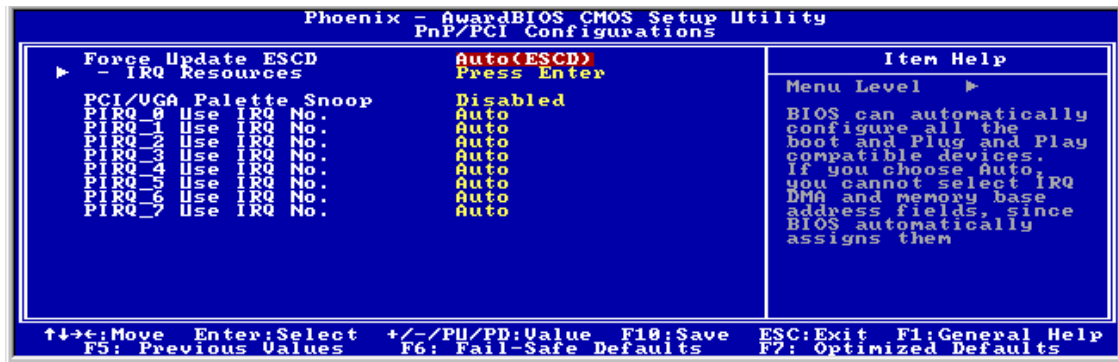 Phoenix - AwardBIOS CMOS Setup Utility
PnP/PCI Configurations
Force Update ESCD Auto(ESCD)
► - IRQ Resources Press Enter
PCI/VGA Palette Snoop Disabled
PIRQ_0 Use IRQ No. Auto
PIRQ_1 Use IRQ No. Auto
PIRQ_2 Use IRQ No. Auto
PIRQ_3 Use IRQ No. Auto
PIRQ_4 Use IRQ No. Auto
PIRQ_5 Use IRQ No. Auto
PIRQ_6 Use IRQ No. Auto
PIRQ_7 Use IRQ No. Auto
Item Help
Menu Level ►
BIOS can automatically
configure all the
boot and Plug and Play
compatible devices.
If you choose Auto,
you cannot select IRQ
DMA and memory base
address fields, since
BIOS automatically
assigns them
↑↓→←:Move Enter:Select +/-/PU/PD:Value F10:Save ESC:Exit F1:General Help
F5: Previous Values F6: Fail-Safe Defaults F7: Optimized Defaults